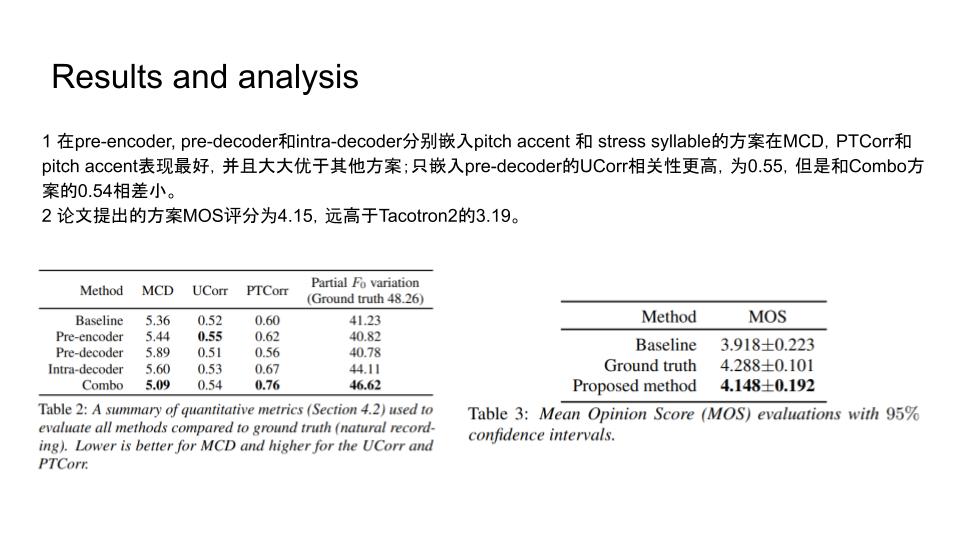 Results and analysis
1 在pre-encoder, pre-decoder和intra-decoder分别嵌入pitch accent 和 stress syllable的方案在MCD, PTCorr和
pitch accent表现最好，并且大大优于其他方案；只嵌入pre-decoder的UCorr相关性更高，为0.55，但是和Combo方
案的0.54相差小。
2 论文提出的方案MOS评分为4.15，远高于Tacotron2的3.19。
Method MCD UCorr PTCorr Partial F0 variation
(Ground truth 48.26)
Baseline 5.36 0.52 0.60 41.23
Pre-encoder 5.44 0.55 0.62 40.82
Pre-decoder 5.89 0.51 0.56 40.78
Intra-decoder 5.60 0.53 0.67 44.11
Combo 5.09 0.54 0.76 46.62
Table 2: A summary of quantitative metrics (Section 4.2) used to
evaluate all methods compared to ground truth (natural record-
ing). Lower is better for MCD and higher for the UCorr and
PTCorr.
Method MOS
Baseline 3.918±0.223
Ground truth 4.288±0.101
Proposed method 4.148±0.192
Table 3: Mean Opinion Score (MOS) evaluations with 95%
confidence intervals.